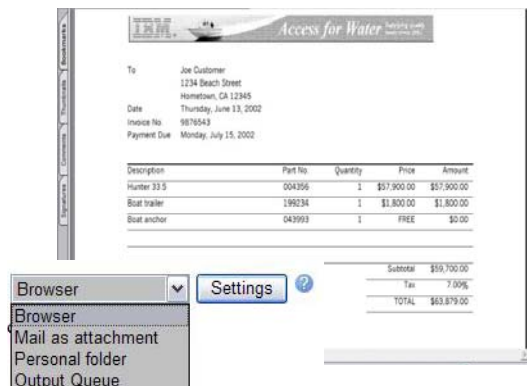 IBM.
Access for Water
To Joe Customer
1234 Beach Street
Hometown, CA 12345
Date Thursday, June 13, 2002
Invoice No. 9876543
Payment Due Monday, July 15, 2002
Description Part No. Quantity Price Amount
Hunter 33.5 004356 1 $57,900.00 $57,900.00
Boat trailer 199234 1 $1,800.00 $1,800.00
Boat anchor 043993 1 FREE $0.00
Subtotal $59,700.00
Tax 7.00%
TOTAL $63,879.00
Bookmarks
Thumbnails
Comments
Signatures
Browser Settings ?
Browser
Mail as attachment
Personal folder
Output Queue